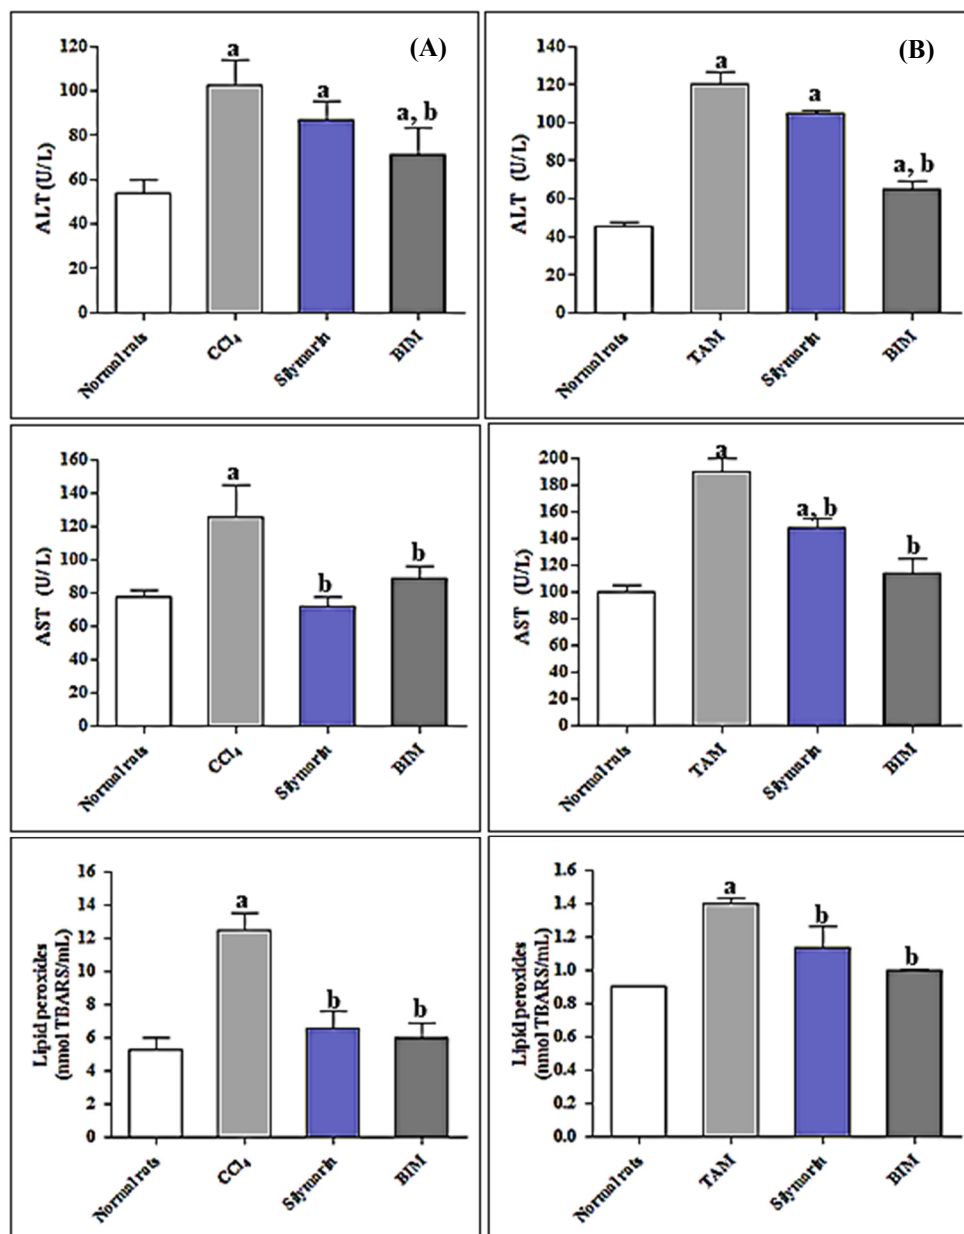 (A)
ALT (U/L)
120
100
80
60
40
20
0
a
a
a, b
Normal rats
CCl4
Silymarin
BIM
(B)
ALT (U/L)
140
120
100
80
60
40
20
0
a
a
a, b
Normal rats
TAM
Silymarin
BIM
AST (U/L)
160
140
120
100
80
60
40
20
0
a
b
b
Normal rats
CCl4
Silymarin
BIM
AST (U/L)
200
180
160
140
120
100
80
60
40
20
0
a
a, b
b
Normal rats
TAM
Silymarin
BIM
Lipid peroxides
(nmol TBARS/mL)
16
14
12
10
8
6
4
2
0
a
b
b
Normal rats
CCl4
Silymarin
BIM
Lipid peroxides
(nmol TBARS/mL)
1.6
1.4
1.2
1.0
0.8
0.6
0.4
0.2
0.0
a
b
b
Normal rats
TAM
Silymarin
BIM